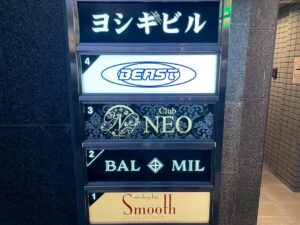 ヨシギビル
4
BEAST
3
Club
NEO
2
BAL MIL
1
Smooth